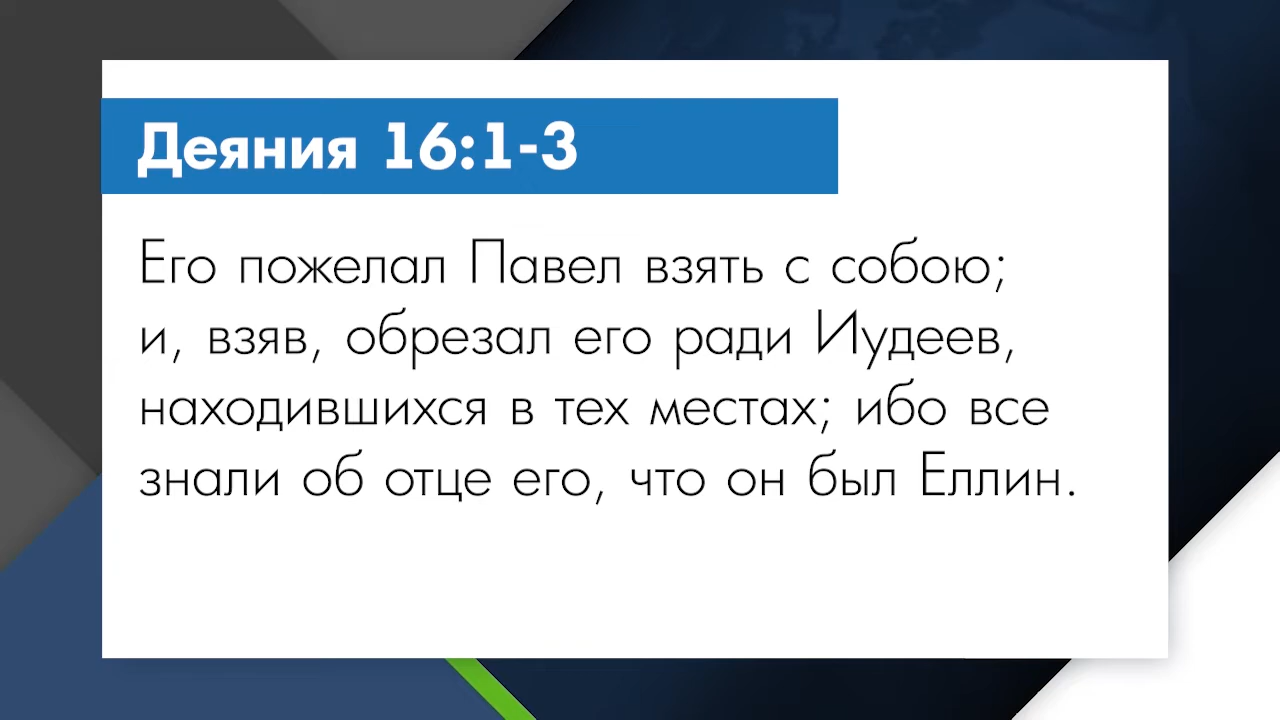 Деяния 16:1-3
Его пожелал Павел взять с собою;
и, взяв, обрезал его ради Иудеев,
находившихся в тех местах; ибо все
знали об отце его, что он был Еллин.